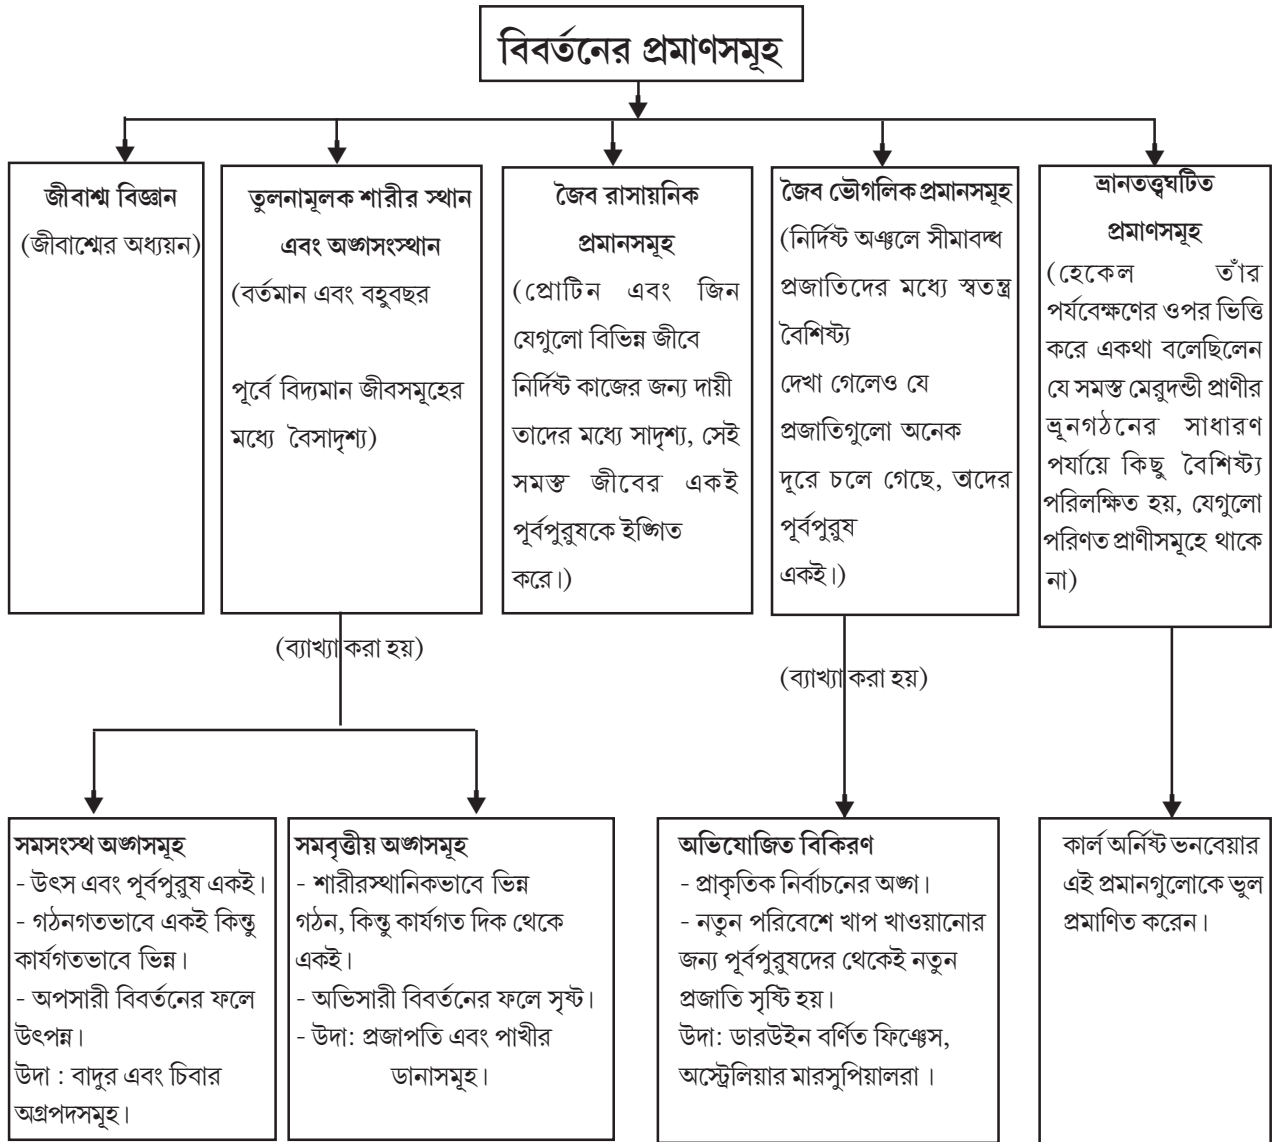 বিবর্তনের প্রমাণসমূহ
জীবাশ্ম বিজ্ঞান
(জীবাশ্মের অধ্যয়ন)
তুলনামূলক শারীর স্থান
এবং অঙ্গসংস্থান
(বর্তমান এবং বহুবছর
পূর্বে বিদ্যমান জীবসমূহের
মধ্যে বৈসাদৃশ্য)
জৈব রাসায়নিক
প্রমানসমূহ
(প্রোটিন এবং জিন
যেগুলো বিভিন্ন জীবে
নির্দিষ্ট কাজের জন্য দায়ী
তাদের মধ্যে সাদৃশ্য, সেই
সমস্ত জীবের একই
পূর্বপুরুষকে ইঙ্গিত
করে।)
জৈব ভৌগলিক প্রমানসমূহ
(নির্দিষ্ট অঞ্চলে সীমাবদ্ধ
প্রজাতিদের মধ্যে স্বতন্ত্র
বৈশিষ্ট্য
দেখা গেলেও যে
প্রজাতিগুলো অনেক
দূরে চলে গেছে, তাদের
পূর্বপুরুষ
একই।)
ভ্রানতত্ত্বঘটিত
প্রমাণসমূহ
(হেকেল তাঁর
পর্যবেক্ষণের ওপর ভিত্তি
করে একথা বলেছিলেন
যে সমস্ত মেরুদন্ডী প্রাণীর
ভ্রূনগঠনের সাধারণ
পর্যায়ে কিছু বৈশিষ্ট্য
পরিলক্ষিত হয়, যেগুলো
পরিণত প্রাণীসমূহে থাকে
না)
(ব্যাখ্যা করা হয়)
(ব্যাখ্যা করা হয়)
সমসংস্থ অঙ্গসমূহ
- উৎস এবং পূর্বপুরুষ একই।
- গঠনগতভাবে একই কিন্তু
কার্যগতভাবে ভিন্ন।
- অপসারী বিবর্তনের ফলে
উৎপন্ন।
উদা : বাদুর এবং চিবার
অগ্রপদসমূহ।
সমবৃত্তীয় অঙ্গসমূহ
- শারীরস্থানিকভাবে ভিন্ন
গঠন, কিন্তু কার্যগত দিক থেকে
একই।
- অভিসারী বিবর্তনের ফলে সৃষ্ট।
- উদা: প্রজাপতি এবং পাখীর
ডানাসমূহ।
অভিযোজিত বিকিরণ
- প্রাকৃতিক নির্বাচনের অঙ্গ।
- নতুন পরিবেশে খাপ খাওয়ানোর
জন্য পূর্বপুরুষদের থেকেই নতুন
প্রজাতি সৃষ্টি হয়।
উদা: ডারউইন বর্ণিত ফিঞ্চেস,
অস্ট্রেলিয়ার মারসুপিয়ালরা ।
কার্ল অর্নিষ্ট ভনবেয়ার
এই প্রমানগুলোকে ভুল
প্রমাণিত করেন।